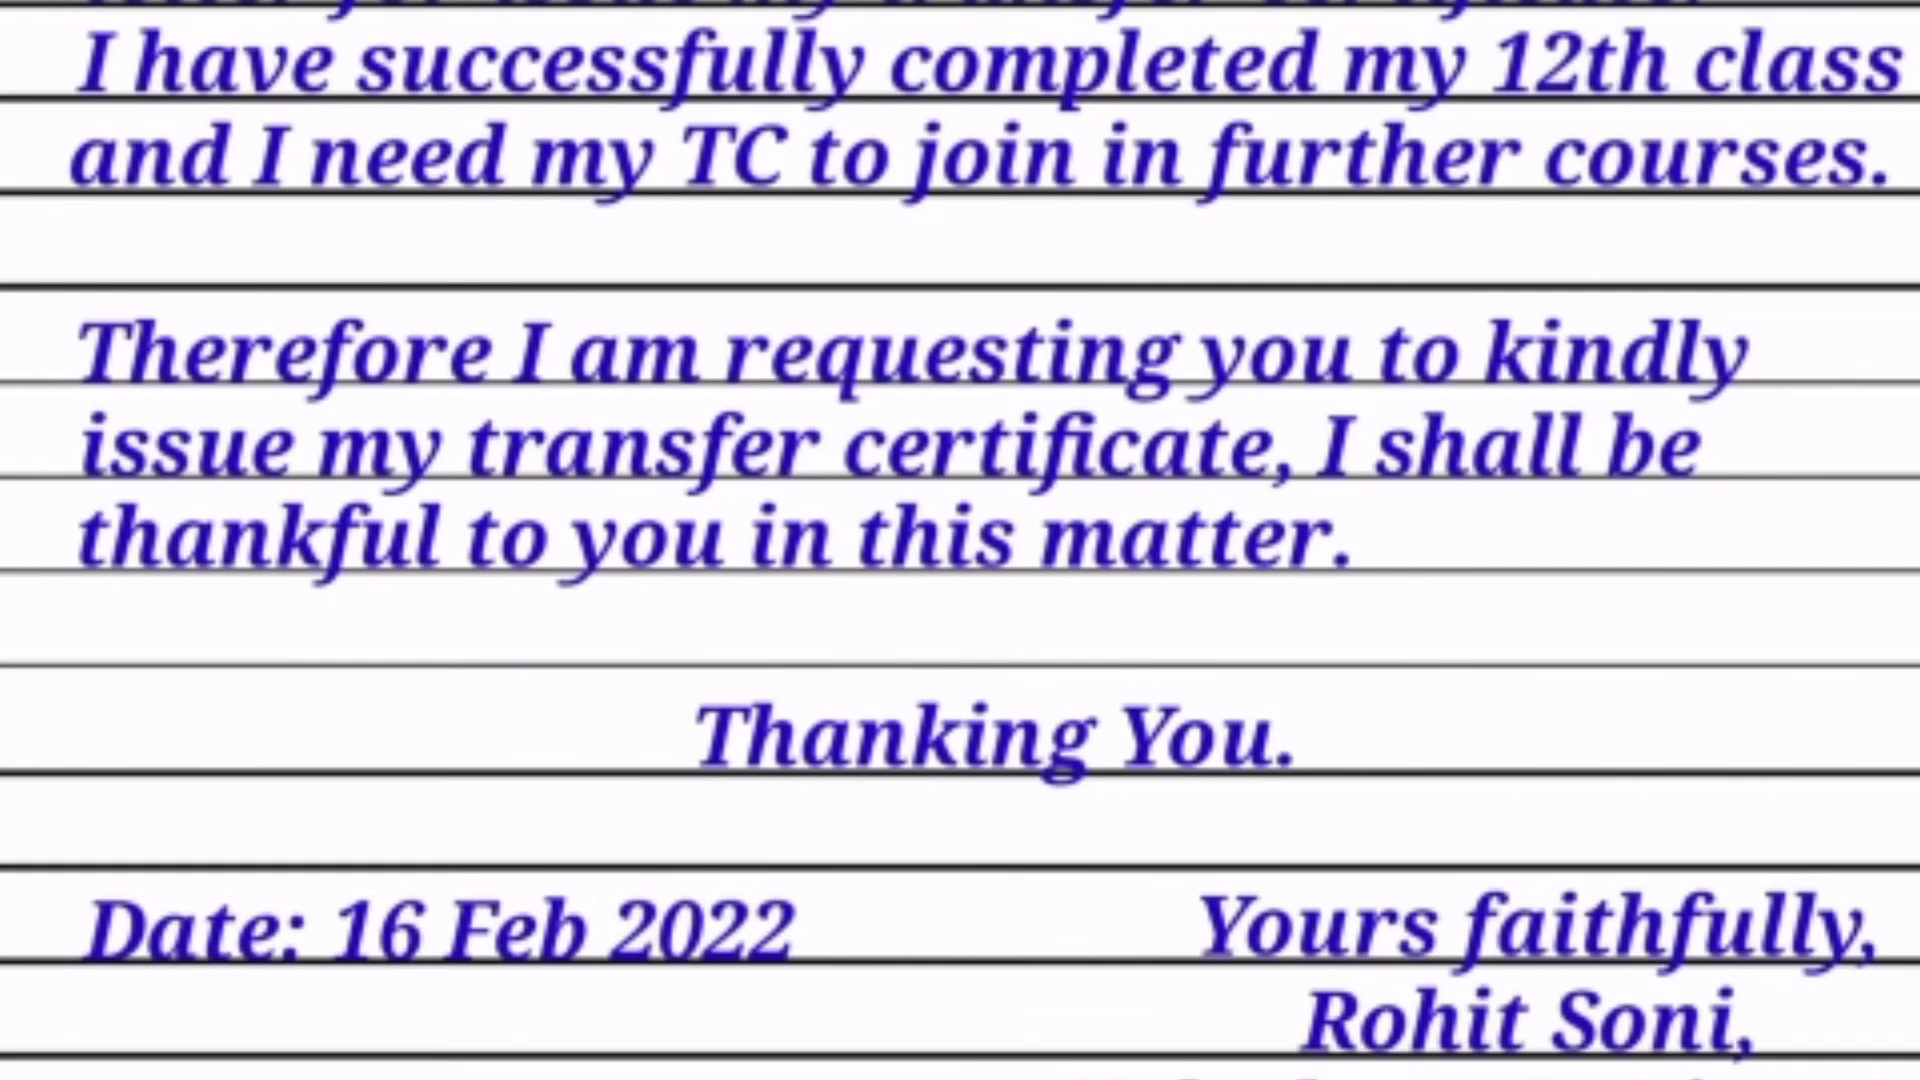 I have successfully completed my 12th class
and I need my TC to join in further courses.
Therefore I am requesting you to kindly
issue my transfer certificate, I shall be
thankful to you in this matter.
Thanking You.
Date: 16 Feb 2022
Yours faithfully,
Rohit Soni,